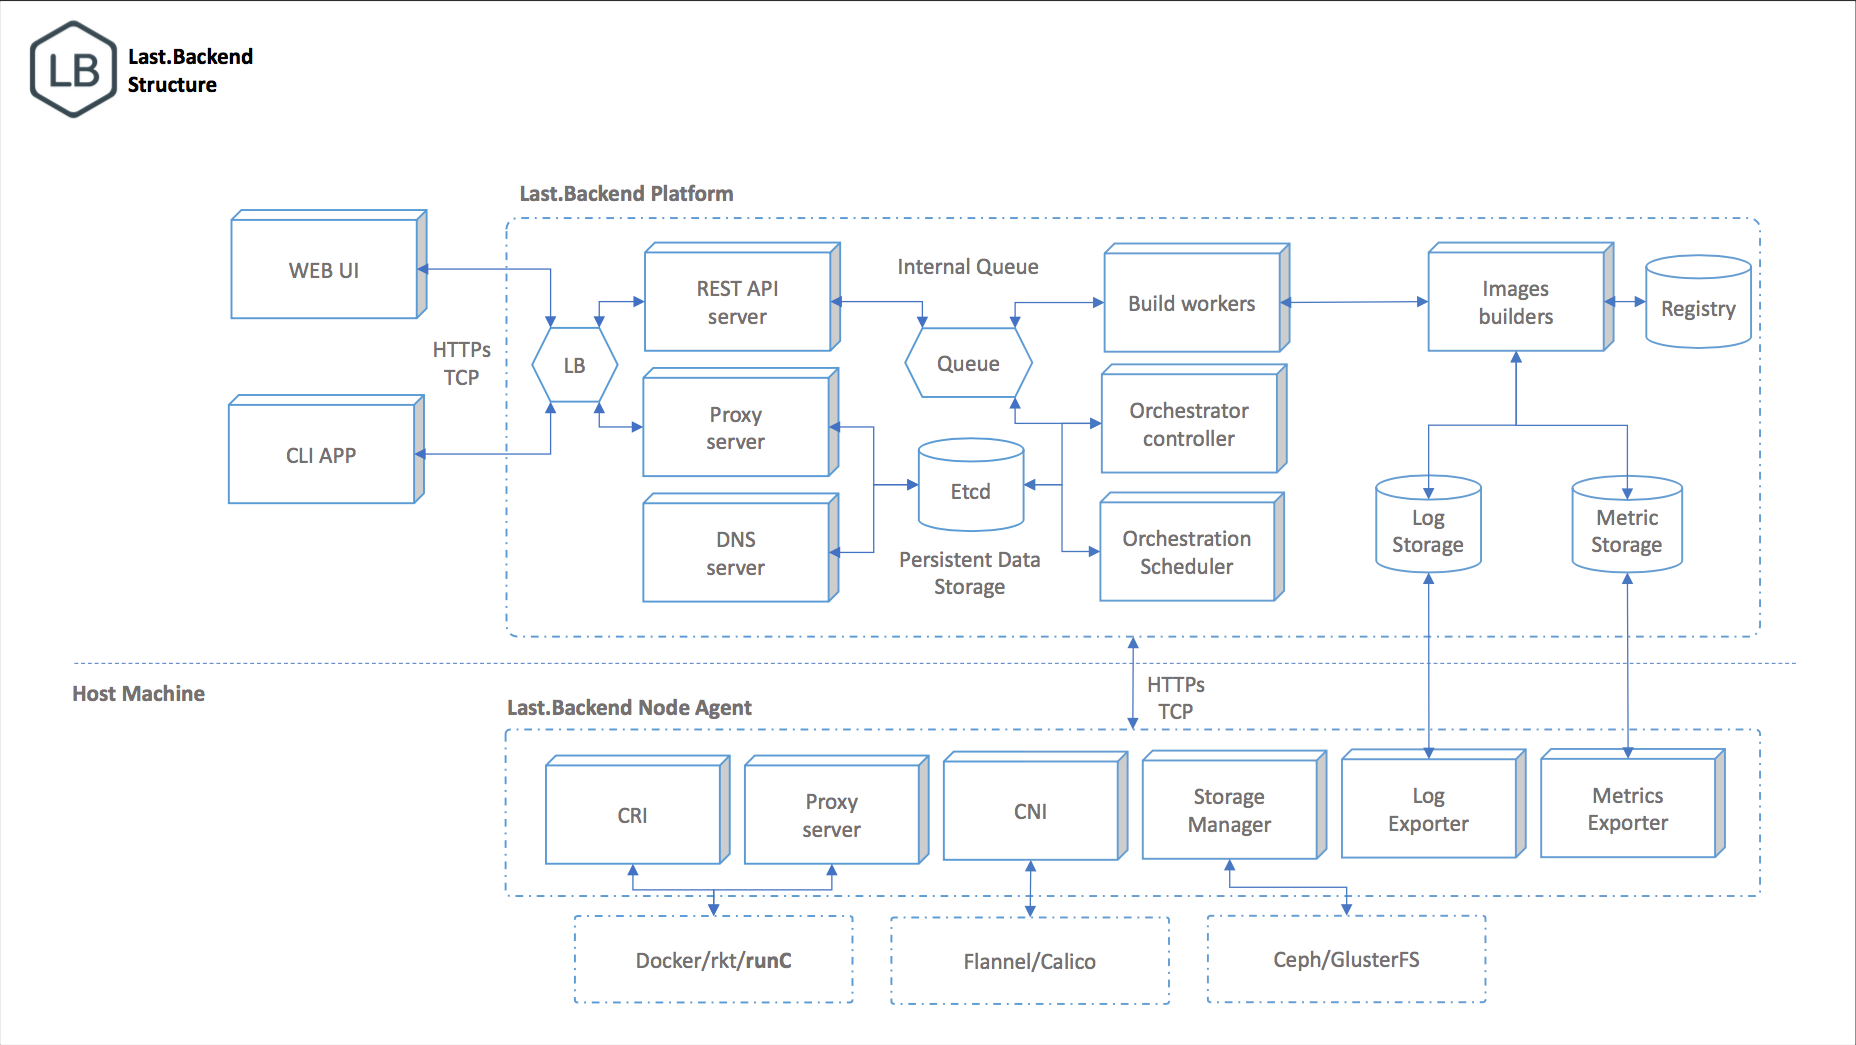 LB
Last.Backend
Structure
Last.Backend Platform
WEB UI
CLI APP
HTTPs
TCP
LB
REST API
server
Proxy
server
DNS
server
Internal Queue
Queue
Etcd
Persistent Data
Storage
Build workers
Orchestrator
controller
Orchestration
Scheduler
Images
builders
Registry
Log
Storage
Metric
Storage
Host Machine
HTTPs
TCP
Last.Backend Node Agent
CRI
Proxy
server
CNI
Storage
Manager
Log
Exporter
Metrics
Exporter
Docker/rkt/runC
Flannel/Calico
Ceph/GlusterFS